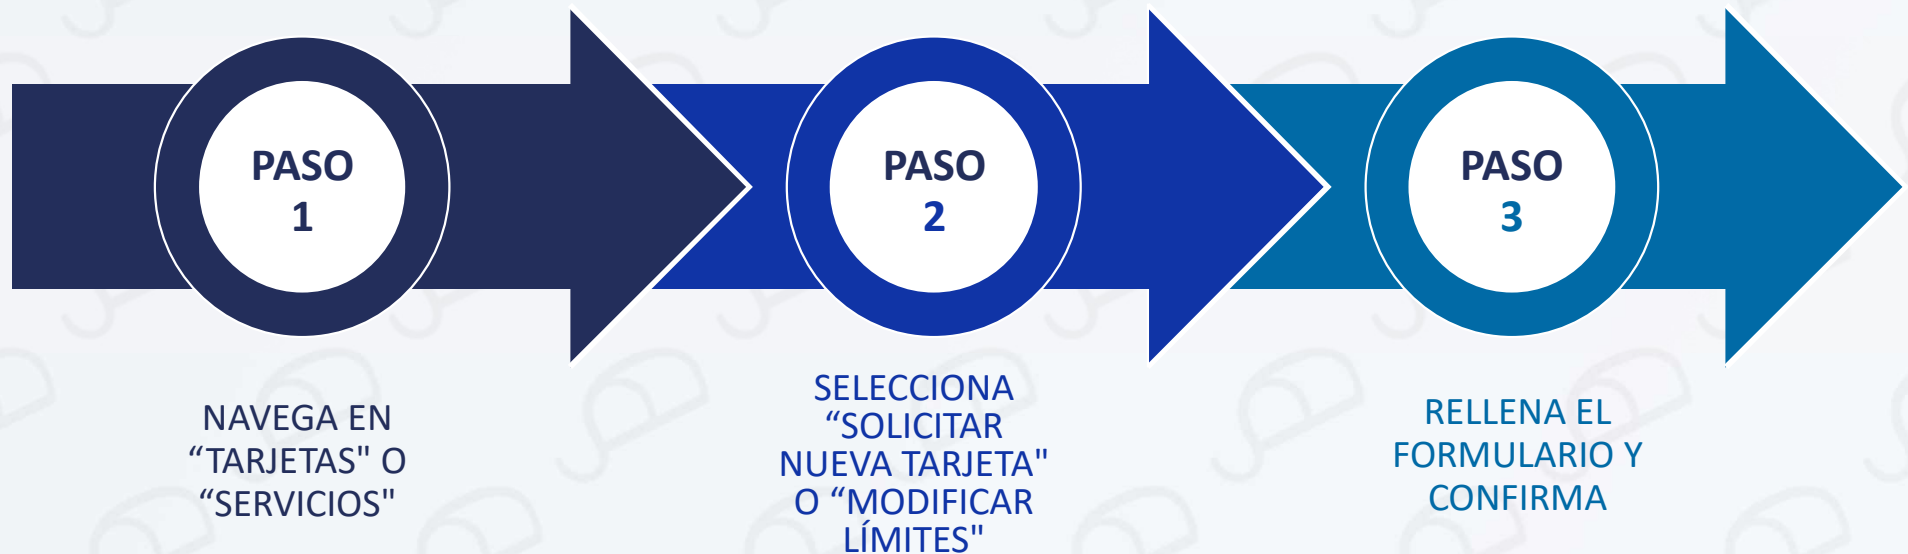 PASO
1
NAVEGA EN
“TARJETAS" O
“SERVICIOS"
PASO
2
SELECCIONA
“SOLICITAR
NUEVA TARJETA"
O “MODIFICAR
LÍMITES"
PASO
3
RELLENA EL
FORMULARIO Y
CONFIRMA